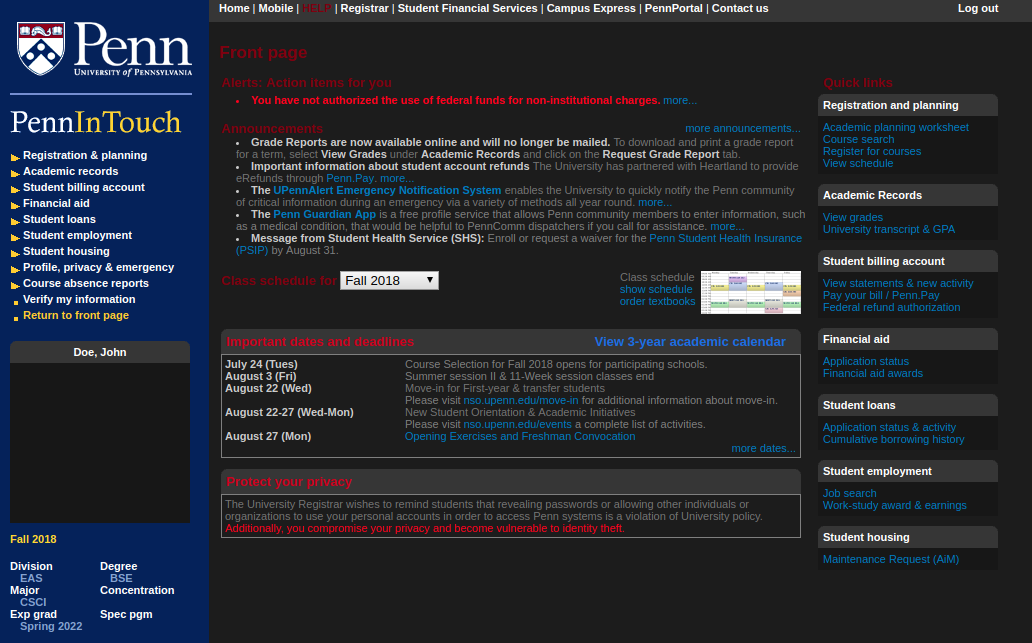 Home | Mobile | HELP | Registrar | Student Financial Services | Campus Express | PennPortal | Contact us
Log out
Penn
UNIVERSITY of PENNSYLVANIA
PennInTouch
Registration & planning
Academic records
Student billing account
Financial aid
Student loans
Student employment
Student housing
Profile, privacy & emergency
Course absence reports
Verify my information
Return to front page
Doe, John
Fall 2018
Division Degree
EAS BSE
Major Concentration
CSCI
Exp grad Spec pgm
Spring 2022
Front page
Alerts: Action items for you
You have not authorized the use of federal funds for non-institutional charges. more...
Announcements
more announcements...
Grade Reports are now available online and will no longer be mailed. To download and print a grade report
for a term, select View Grades under Academic Records and click on the Request Grade Report tab.
Important information about student account refunds The University has partnered with Heartland to provide
eRefunds through Penn.Pay. more...
The UPennAlert Emergency Notification System enables the University to quickly notify the Penn community
of critical information during an emergency via a variety of methods all year round. more...
The Penn Guardian App is a free profile service that allows Penn community members to enter information, such
as a medical condition, that would be helpful to PennComm dispatchers if you call for assistance. more...
Message from Student Health Service (SHS): Enroll or request a waiver for the Penn Student Health Insurance
(PSIP) by August 31.
Class schedule for Fall 2018
Class schedule
show schedule
order textbooks
Important dates and deadlines View 3-year academic calendar
July 24 (Tues) Course Selection for Fall 2018 opens for participating schools.
August 3 (Fri) Summer session II & 11-Week session classes end
August 22 (Wed) Move-in for First-year & transfer students
Please visit nso.upenn.edu/move-in for additional information about move-in.
August 22-27 (Wed-Mon) New Student Orientation & Academic Initiatives
Please visit nso.upenn.edu/events a complete list of activities.
August 27 (Mon) Opening Exercises and Freshman Convocation
more dates...
Protect your privacy
The University Registrar wishes to remind students that revealing passwords or allowing other individuals or
organizations to use your personal accounts in order to access Penn systems is a violation of University policy.
Additionally, you compromise your privacy and become vulnerable to identity theft.
Quick links
Registration and planning
Academic planning worksheet
Course search
Register for courses
View schedule
Academic Records
View grades
University transcript & GPA
Student billing account
View statements & new activity
Pay your bill / Penn.Pay
Federal refund authorization
Financial aid
Application status
Financial aid awards
Student loans
Application status & activity
Cumulative borrowing history
Student employment
Job search
Work-study award & earnings
Student housing
Maintenance Request (AiM)